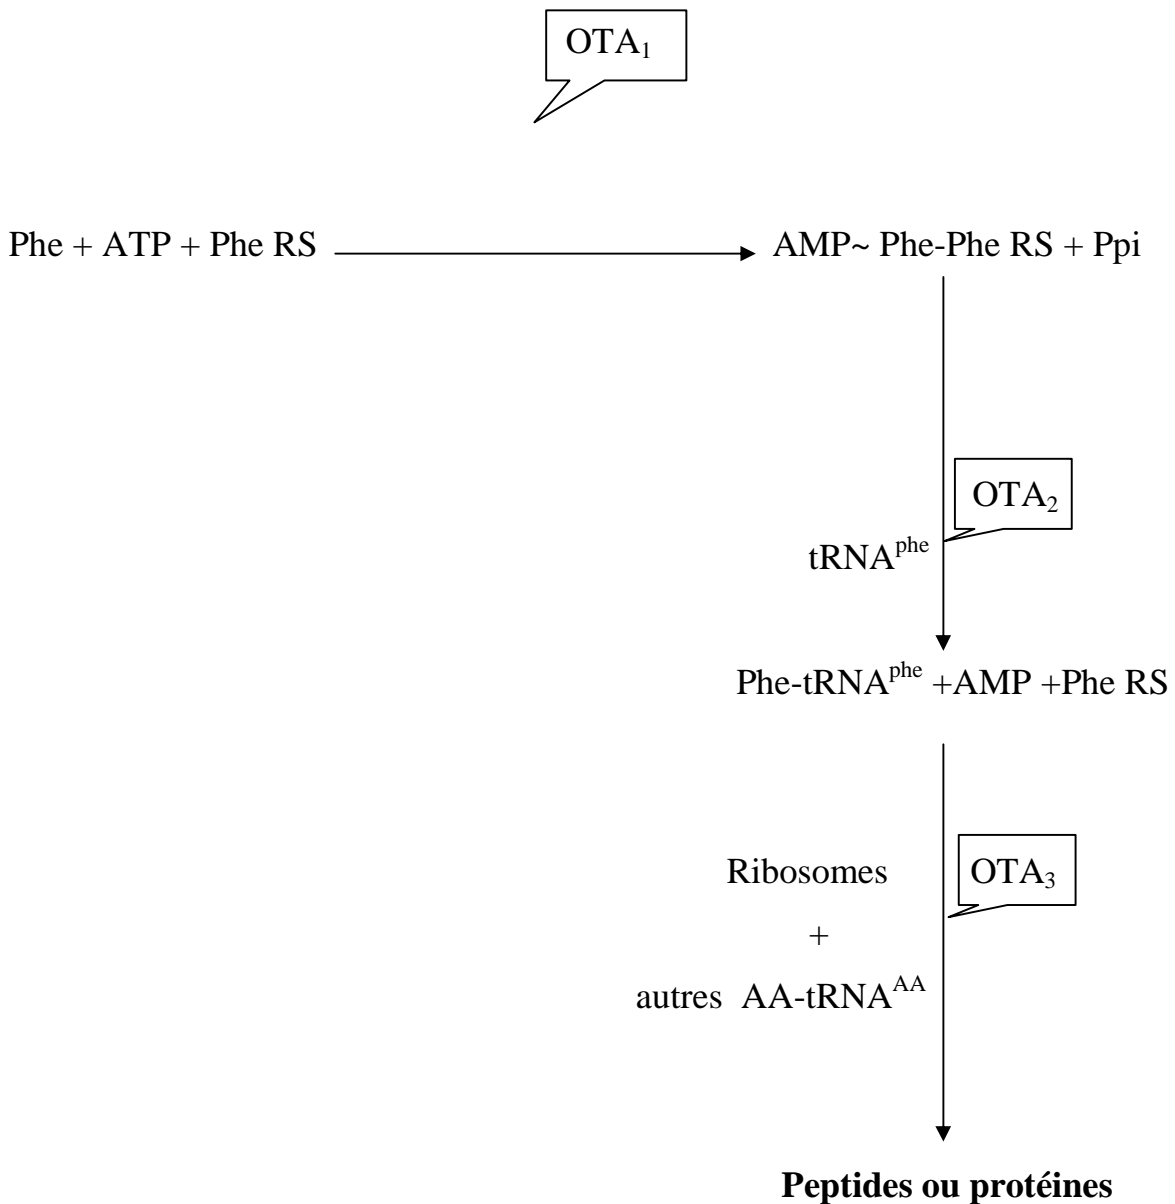 OTA₁
Phe + ATP + Phe RS
AMP~ Phe-Phe RS + Ppi
OTA₂
tRNAᵖʰᵉ
Phe-tRNAᵖʰᵉ +AMP +Phe RS
Ribosomes
OTA₃
+
autres AA-tRNAᴬᴬ
Peptides ou protéines